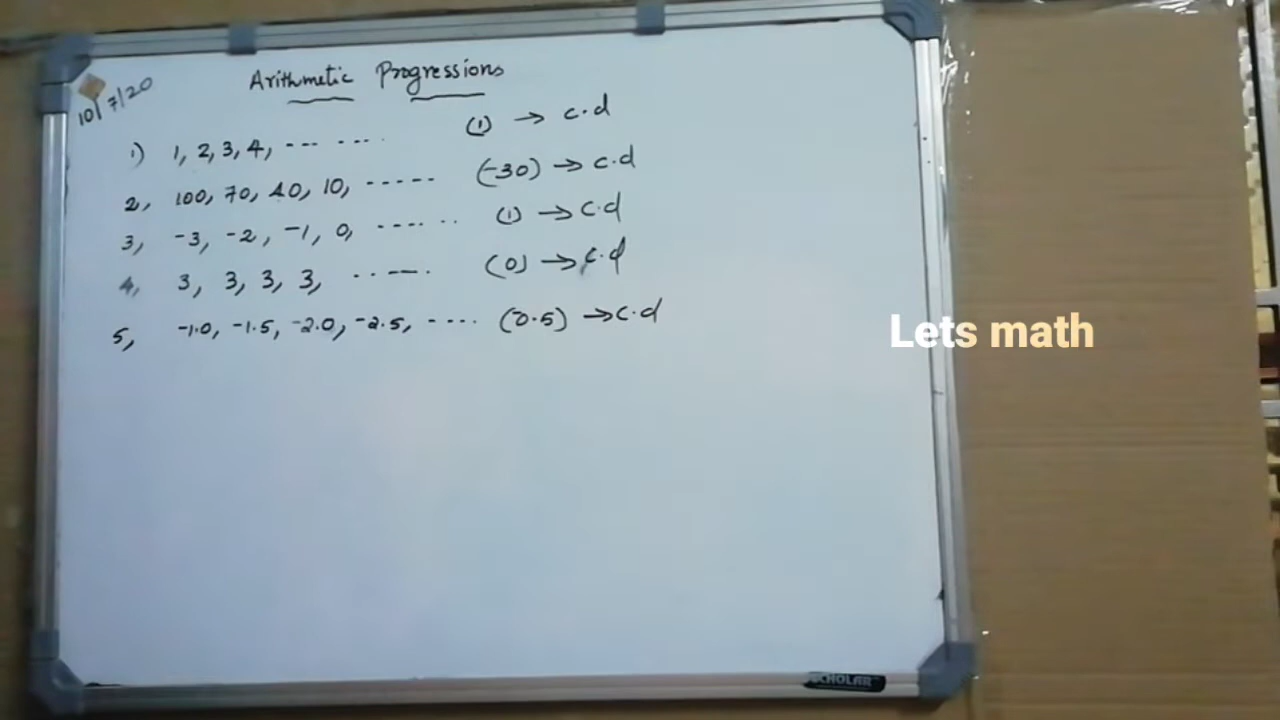 10/7/20
Arithmetic Progressions
1) 1, 2, 3, 4, --- --- (1) → c.d
2, 100, 70, 40, 10, ----- (-30) → c.d
3, -3, -2, -1, 0, ---- .. (1) → c.d
4, 3, 3, 3, 3, ..--. (0) → c.d
5, -1.0, -1.5, -2.0, -2.5, ---- (0.5) → c.d
Lets math
SCHOLAR